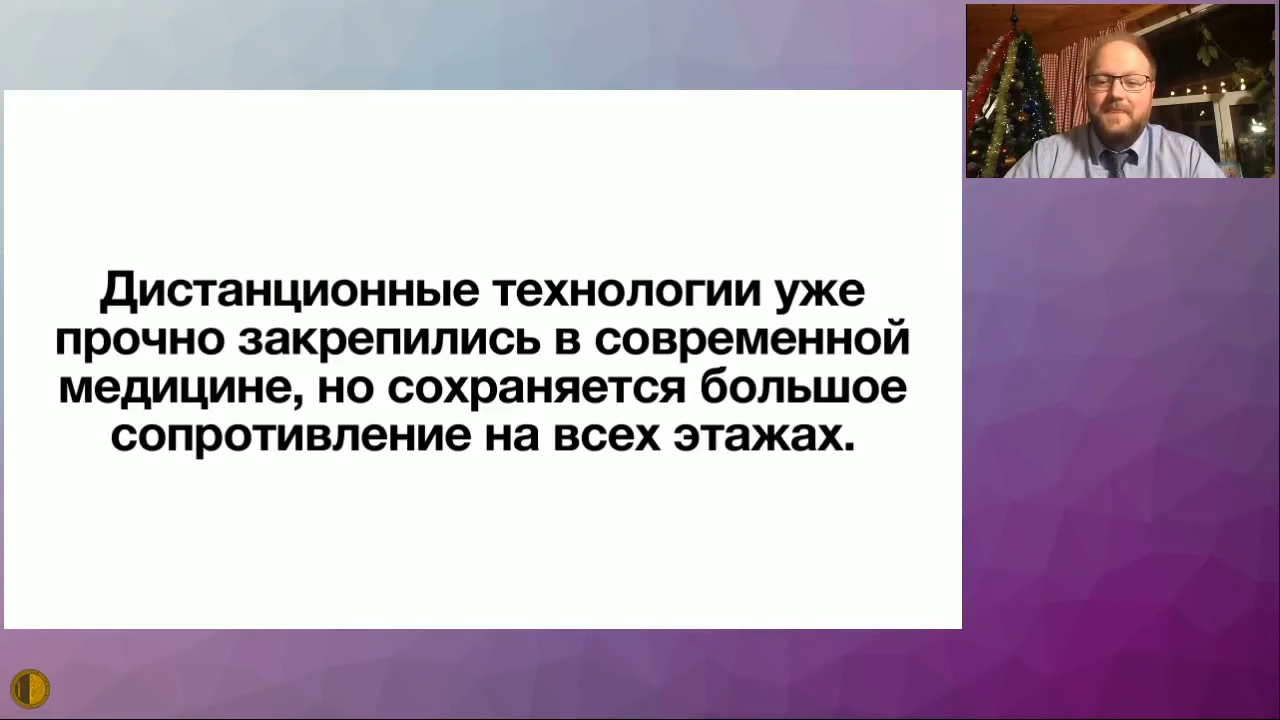 Дистанционные технологии уже
прочно закрепились в современной
медицине, но сохраняется большое
сопротивление на всех этажах.